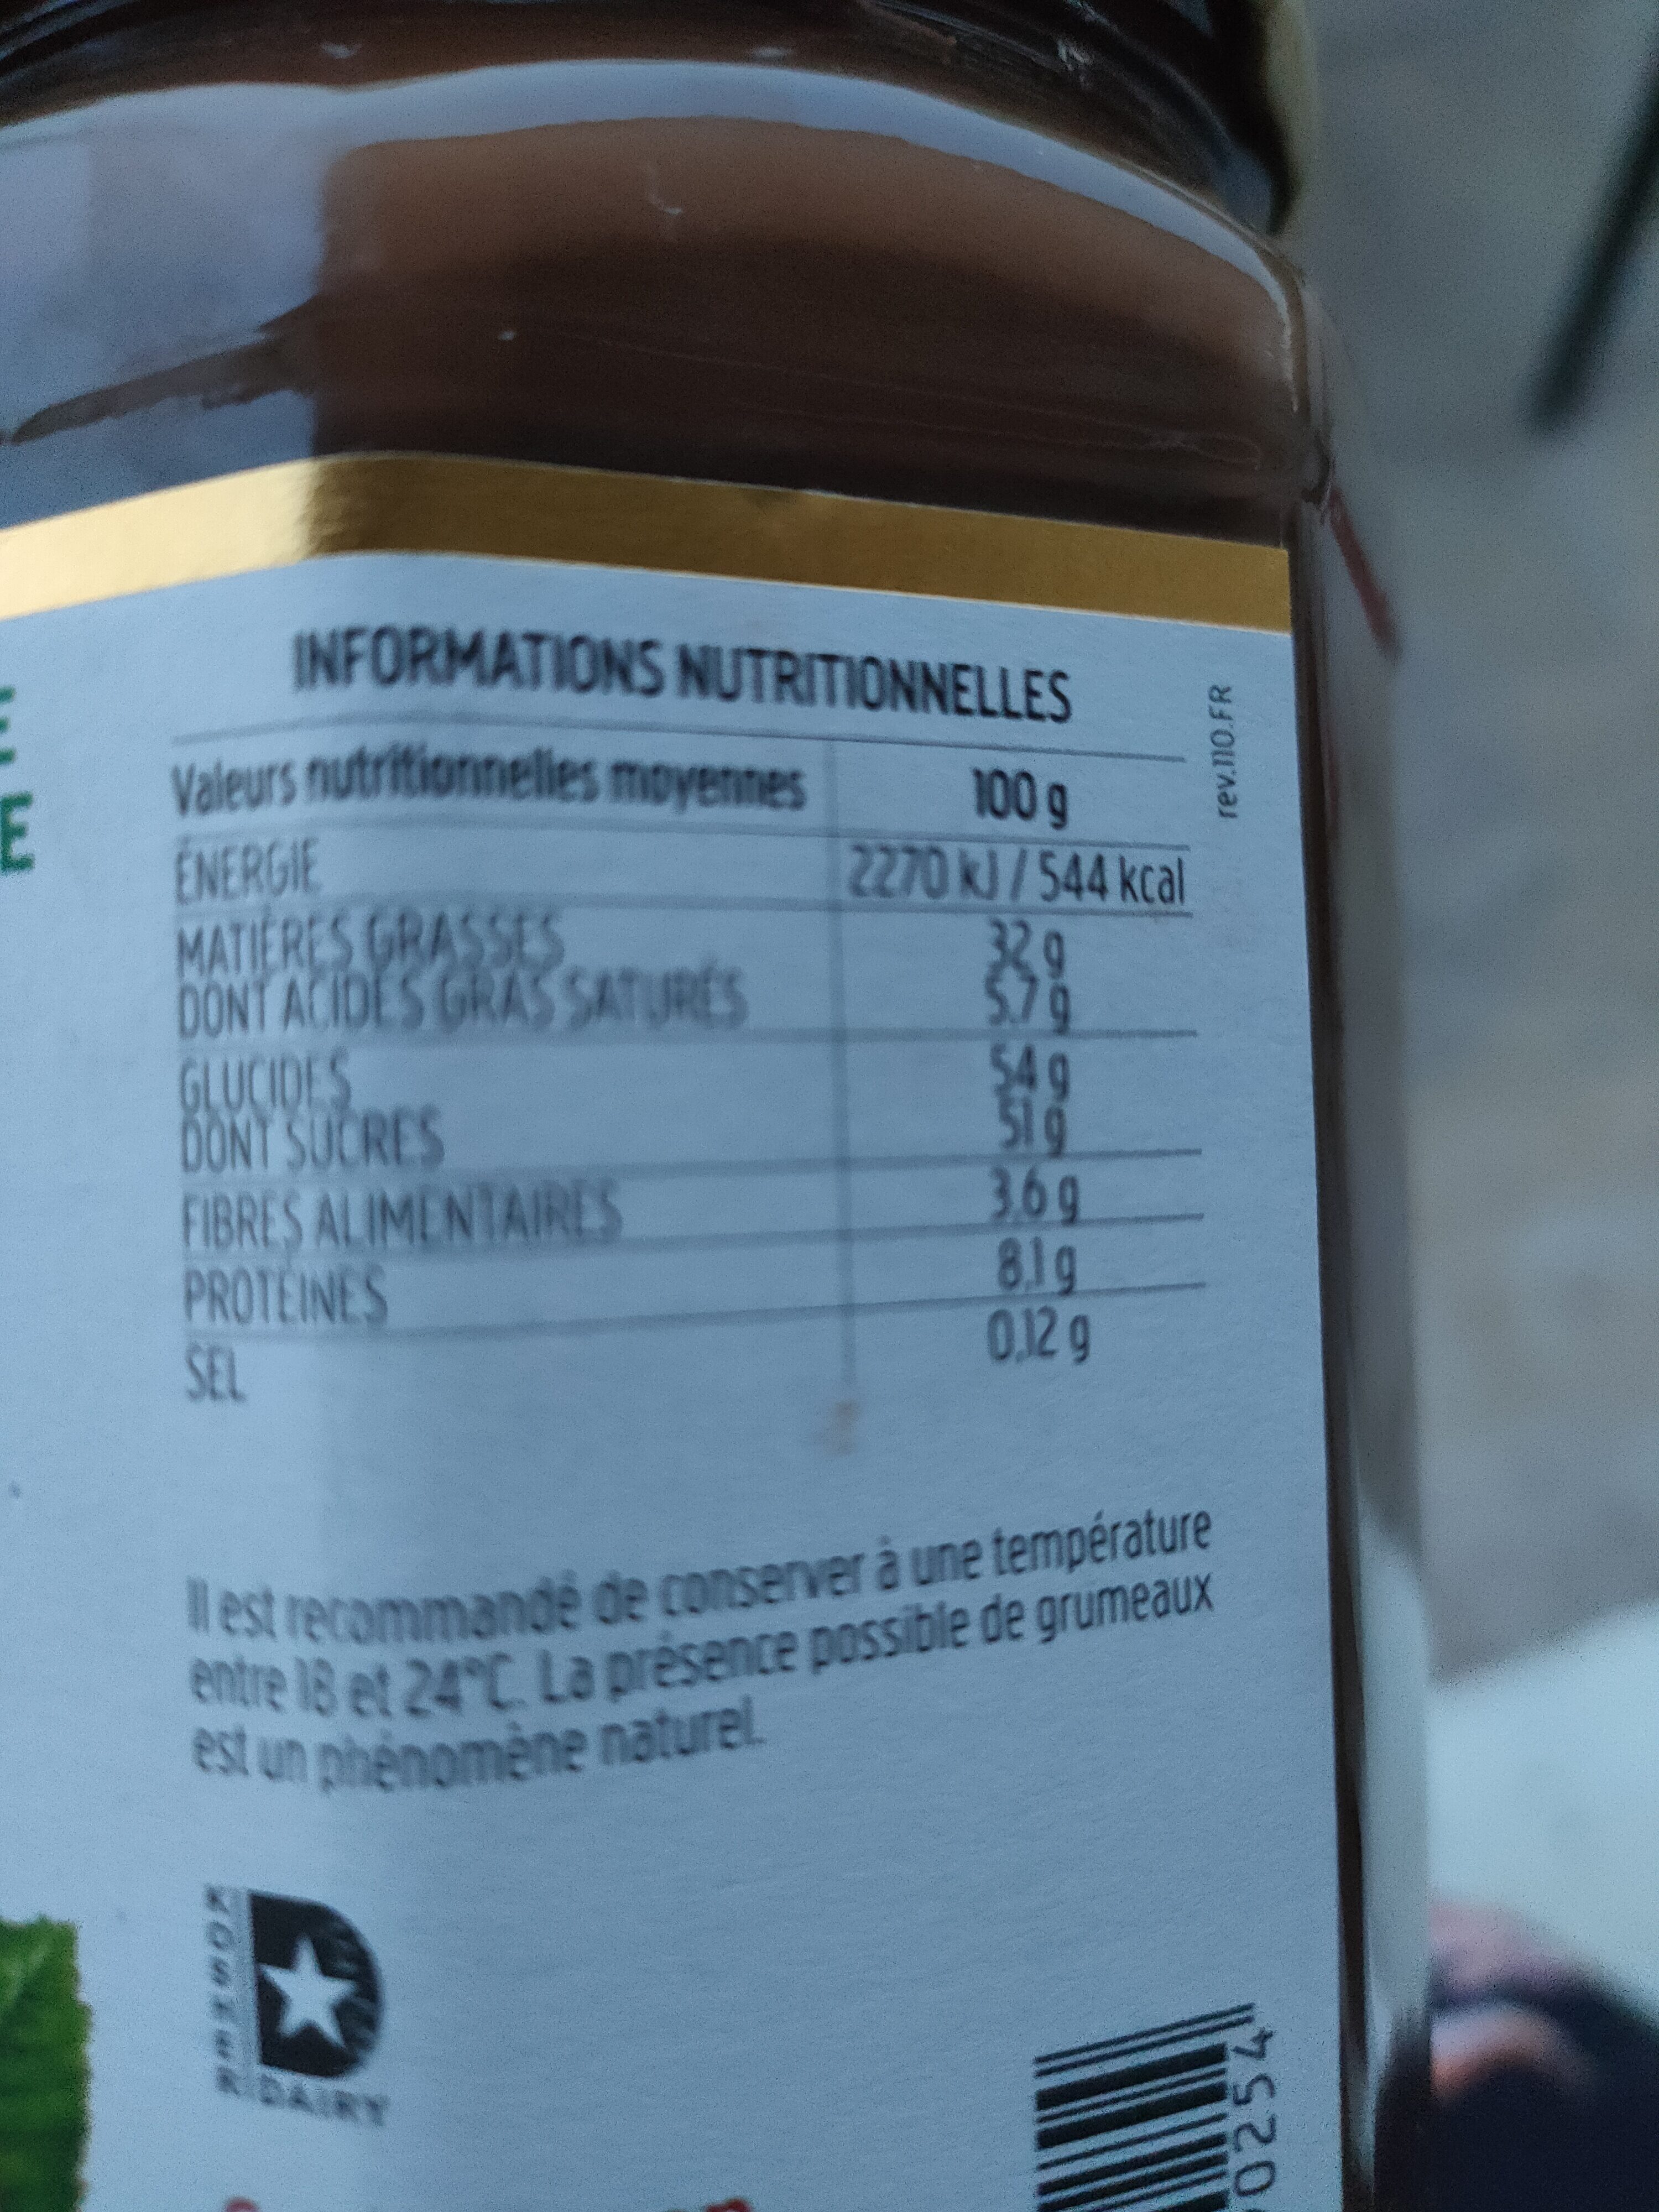 E
E
INFORMATIONS NUTRITIONNELLES
rev.110.FR
Valeurs nutritionnelles moyennes 100 g
ÉNERGIE 2270 kJ / 544 kcal
MATIÈRES GRASSES 32 g
DONT ACIDES GRAS SATURÉS 5,7 g
GLUCIDES 54 g
DONT SUCRES 51 g
FIBRES ALIMENTAIRES 3,6 g
PROTÉINES 8,1 g
SEL 0,12 g
Il est recommandé de conserver à une température
entre 18 et 24°C. La présence possible de grumeaux
est un phénomène naturel.
KOSHER
DAIRY
0254